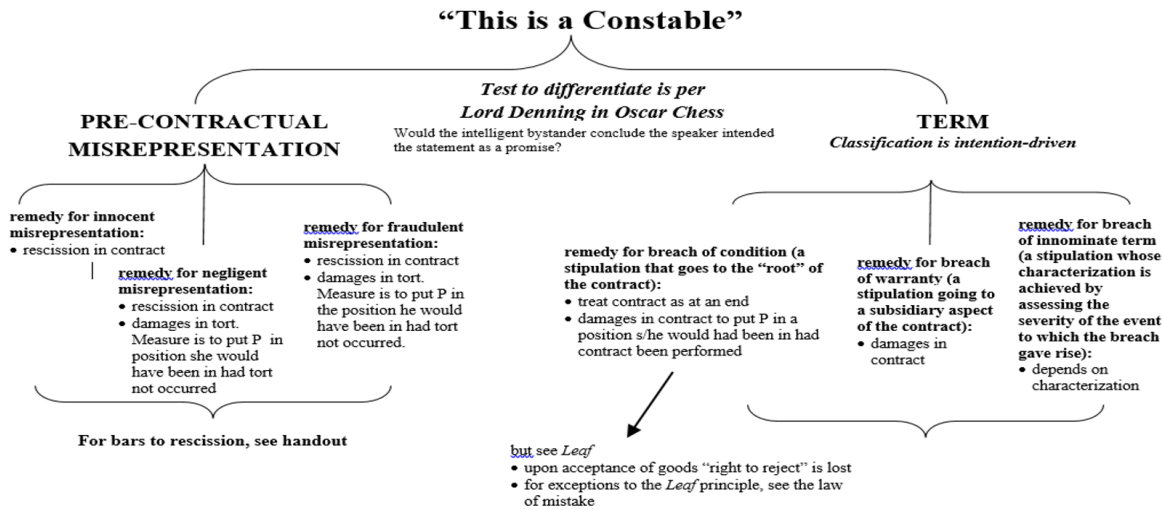 “This is a Constable”
Test to differentiate is per
Lord Denning in Oscar Chess
Would the intelligent bystander conclude the speaker intended
the statement as a promise?
PRE-CONTRACTUAL
MISREPRESENTATION
remedy for innocent
misrepresentation:
• rescission in contract
remedy for negligent
misrepresentation:
• rescission in contract
• damages in tort.
Measure is to put P in
position she would
have been in had tort
not occurred
remedy for fraudulent
misrepresentation:
• rescission in contract
• damages in tort.
Measure is to put P in
the position he would
have been in had tort
not occurred.
For bars to rescission, see handout
TERM
Classification is intention-driven
remedy for breach of condition (a
stipulation that goes to the “root” of
the contract):
• treat contract as at an end
• damages in contract to put P in a
position s/he would had been in had
contract been performed
remedy for breach
of warranty (a
stipulation going to
a subsidiary aspect
of the contract):
• damages in
contract
remedy for breach
of innominate term
(a stipulation whose
characterization is
achieved by
assessing the
severity of the event
to which the breach
gave rise):
• depends on
characterization
but see Leaf
• upon acceptance of goods “right to reject” is lost
• for exceptions to the Leaf principle, see the law
of mistake